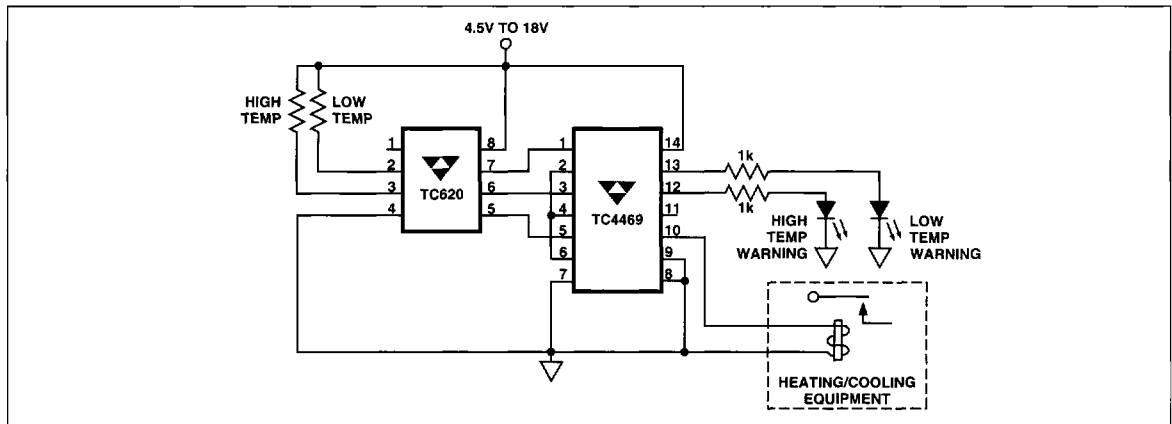 4.5V TO 18V
HIGH
TEMP
LOW
TEMP
1
2
3
4
8
7
6
5
TC620
1
2
3
4
5
6
7
14
13
12
11
10
9
8
TC4469
1k
1k
HIGH
TEMP
WARNING
LOW
TEMP
WARNING
HEATING/COOLING
EQUIPMENT